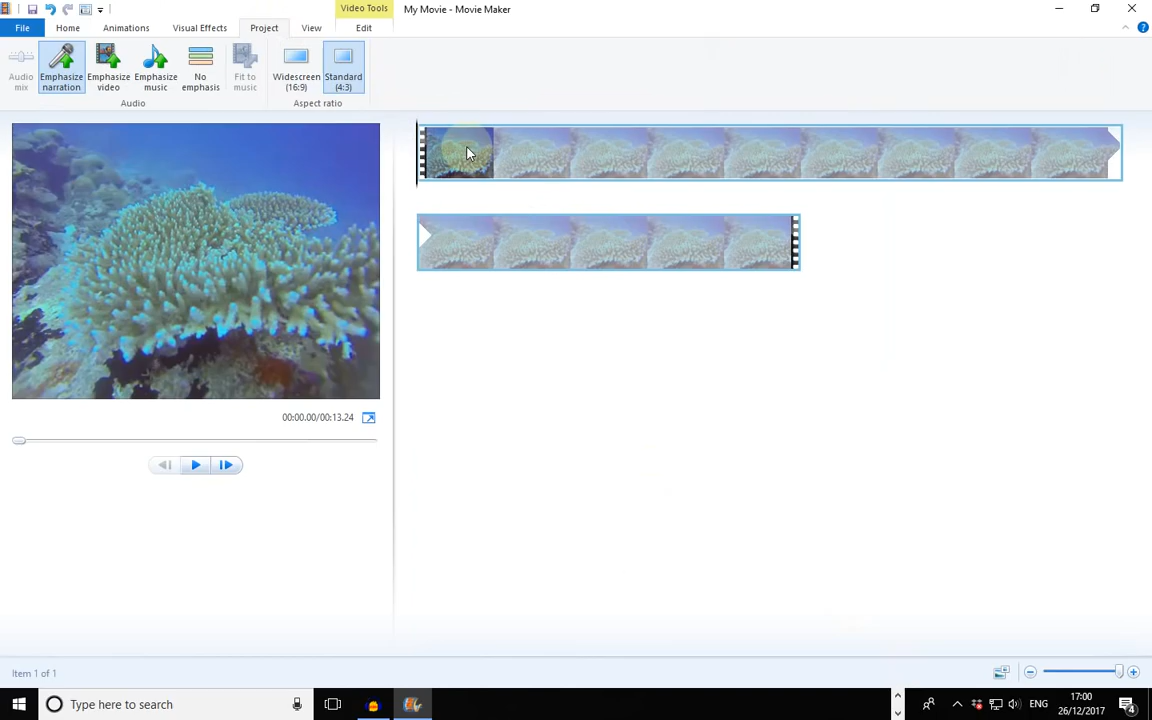 Video Tools
My Movie - Movie Maker
File Home Animations Visual Effects Project View Edit
Audio mix
Emphasize narration
Emphasize video
Emphasize music
No emphasis
Fit to music
Widescreen (16:9)
Standard (4:3)
Audio
Aspect ratio
00:00.00/00:13.24
Item 1 of 1
Type here to search
ENG
17:00
26/12/2017
4